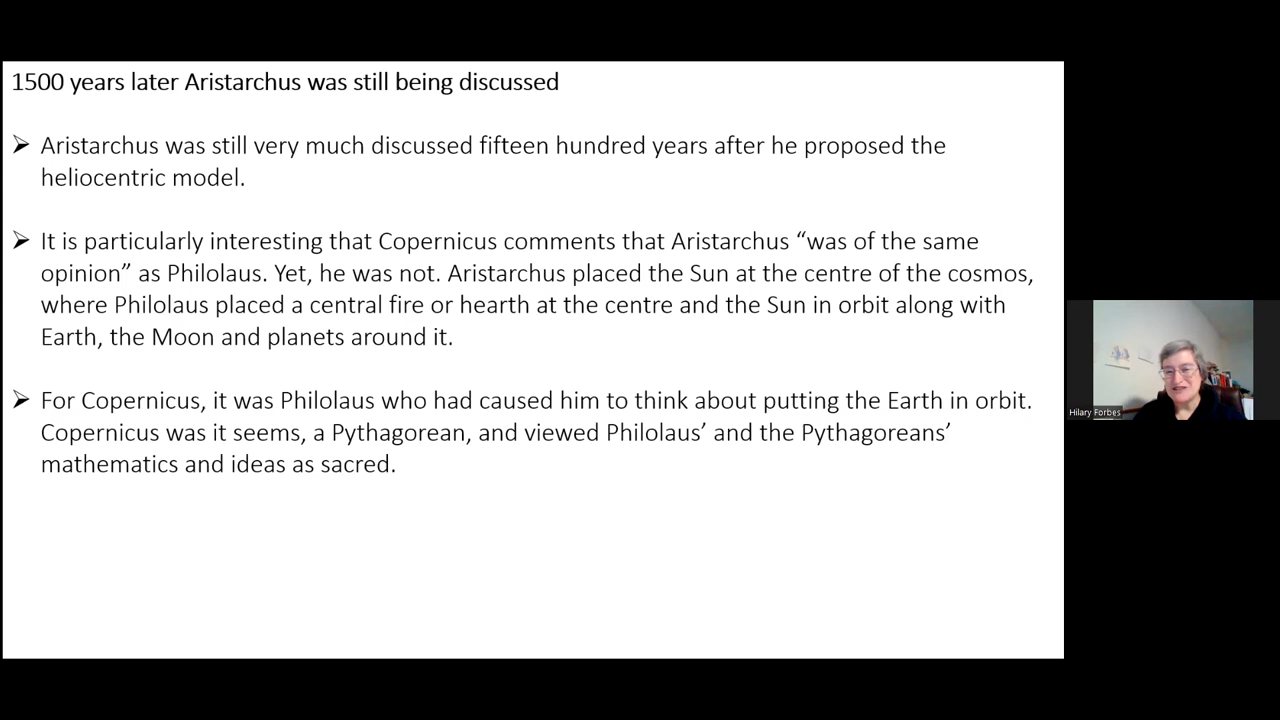 1500 years later Aristarchus was still being discussed
➢ Aristarchus was still very much discussed fifteen hundred years after he proposed the
heliocentric model.
➢ It is particularly interesting that Copernicus comments that Aristarchus “was of the same
opinion” as Philolaus. Yet, he was not. Aristarchus placed the Sun at the centre of the cosmos,
where Philolaus placed a central fire or hearth at the centre and the Sun in orbit along with
Earth, the Moon and planets around it.
➢ For Copernicus, it was Philolaus who had caused him to think about putting the Earth in orbit.
Copernicus was it seems, a Pythagorean, and viewed Philolaus’ and the Pythagoreans’
mathematics and ideas as sacred.
Hilary Forbes